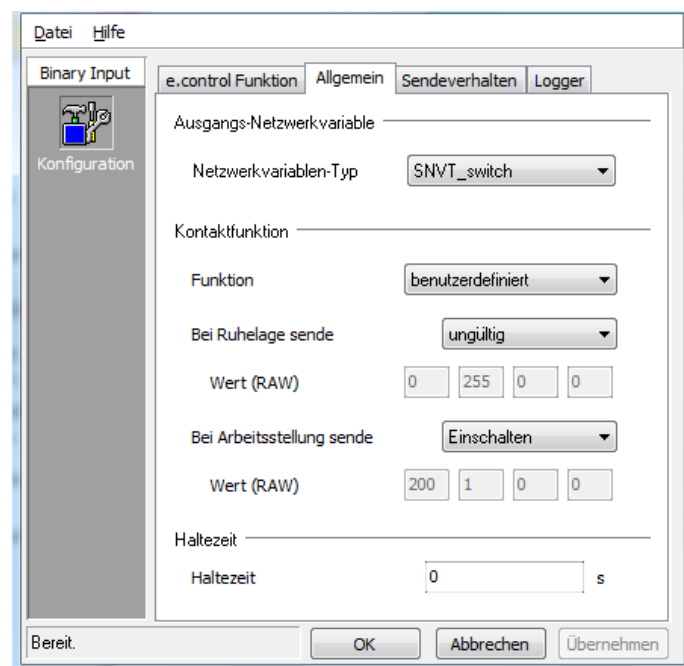 Datei Hilfe
Binary Input
Konfiguration
e.control Funktion Allgemein Sendeverhalten Logger
Ausgangs-Netzwerkvariable
Netzwerkvariablen-Typ SNVT_switch
Kontaktfunktion
Funktion benutzerdefiniert
Bei Ruhelage sende ungültig
Wert (RAW) 0 255 0 0
Bei Arbeitsstellung sende Einschalten
Wert (RAW) 200 1 0 0
Haltezeit
Haltezeit 0 s
Bereit. OK Abbrechen Übernehmen